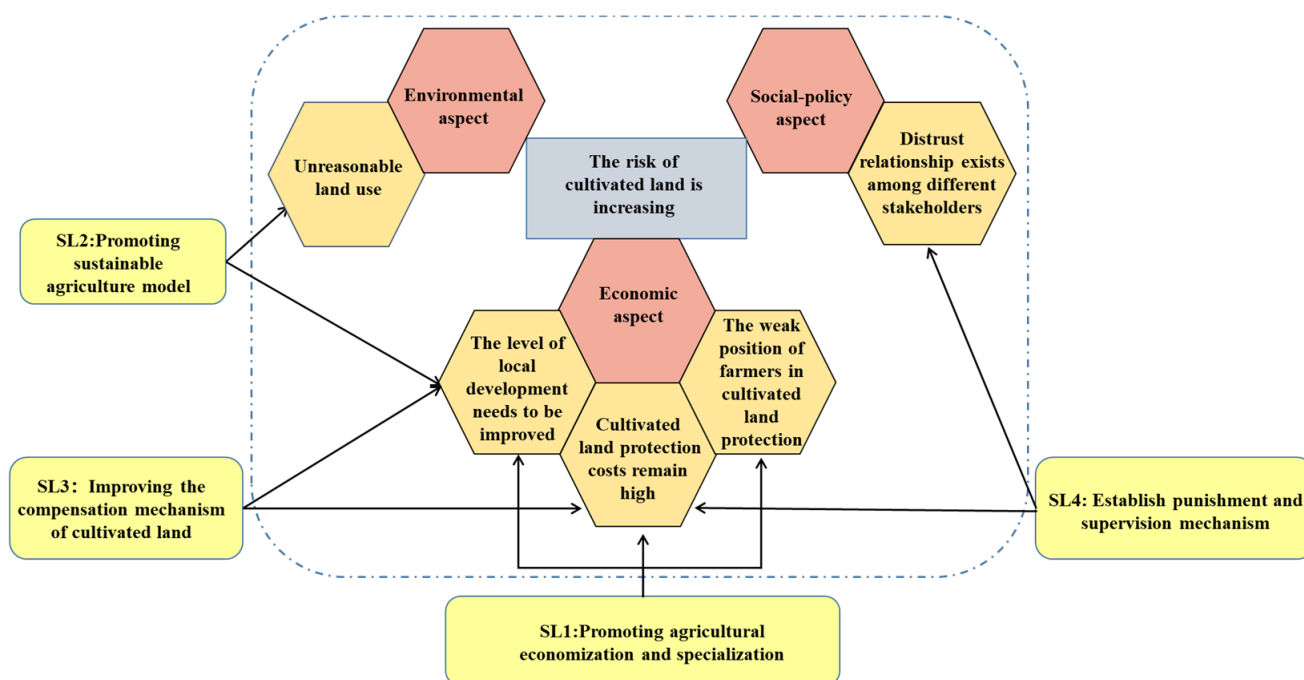 Environmental
aspect
Social-policy
aspect
Unreasonable
land use
The risk of
cultivated land is
increasing
Distrust
relationship exists
among different
stakeholders
SL2:Promoting
sustainable
agriculture model
Economic
aspect
The level of
local
development
needs to be
improved
The weak
position of
farmers in
cultivated
land
protection
Cultivated
land protection
costs remain
high
SL3: Improving the
compensation mechanism
of cultivated land
SL4: Establish punishment and
supervision mechanism
SL1:Promoting agricultural
economization and specialization